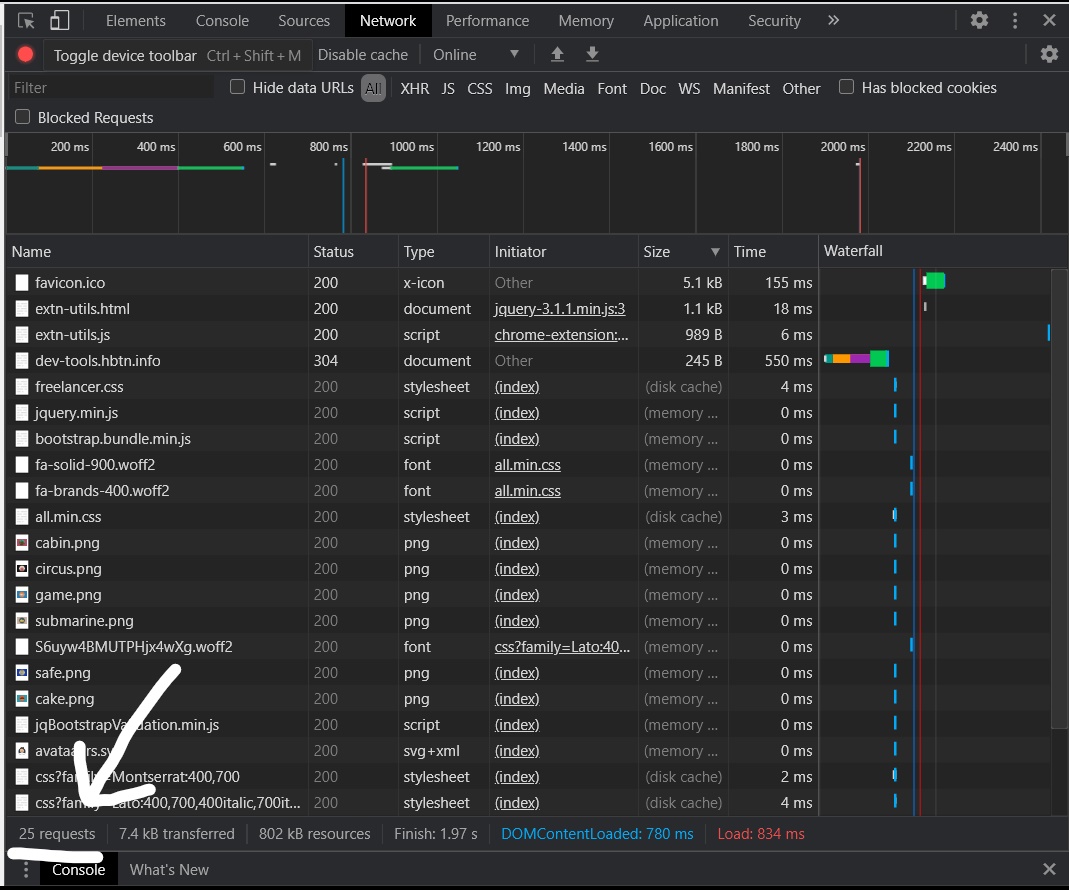 Elements Console Sources Network Performance Memory Application Security »
Toggle device toolbar Ctrl + Shift + M Disable cache Online
Filter Hide data URLs All XHR JS CSS Img Media Font Doc WS Manifest Other Has blocked cookies
Blocked Requests
200 ms 400 ms 600 ms 800 ms 1000 ms 1200 ms 1400 ms 1600 ms 1800 ms 2000 ms 2200 ms 2400 ms
Name Status Type Initiator Size Time Waterfall
favicon.ico 200 x-icon Other 5.1 kB 155 ms
extn-utils.html 200 document jquery-3.1.1.min.js:3 1.1 kB 18 ms
extn-utils.js 200 script chrome-extension:... 989 B 6 ms
dev-tools.hbtn.info 304 document Other 245 B 550 ms
freelancer.css 200 stylesheet (index) (disk cache) 4 ms
jquery.min.js 200 script (index) (memory ... 0 ms
bootstrap.bundle.min.js 200 script (index) (memory ... 0 ms
fa-solid-900.woff2 200 font all.min.css (memory ... 0 ms
fa-brands-400.woff2 200 font all.min.css (memory ... 0 ms
all.min.css 200 stylesheet (index) (disk cache) 3 ms
cabin.png 200 png (index) (memory ... 0 ms
circus.png 200 png (index) (memory ... 0 ms
game.png 200 png (index) (memory ... 0 ms
submarine.png 200 png (index) (memory ... 0 ms
S6uyw4BMUTPHjx4wXg.woff2 200 font css?family=Lato:40... (memory ... 0 ms
safe.png 200 png (index) (memory ... 0 ms
cake.png 200 png (index) (memory ... 0 ms
jqBootstrapValidation.min.js 200 script (index) (memory ... 0 ms
200 svg+xml (index) (memory ... 0 ms
css?family=Montserrat:400,700 200 stylesheet (index) (disk cache) 2 ms
css?family=Lato:400,700,400italic,700it... 200 stylesheet (index) (disk cache) 4 ms
25 requests 7.4 kB transferred 802 kB resources Finish: 1.97 s DOMContentLoaded: 780 ms Load: 834 ms
Console What's New